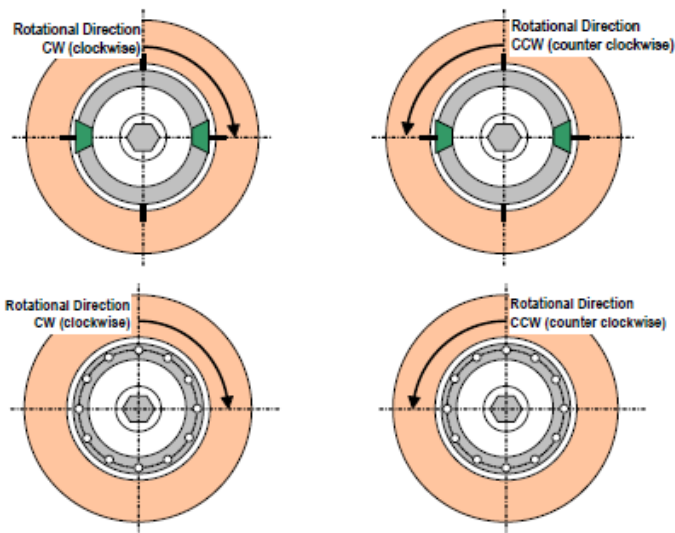 Rotational Direction
CW (clockwise)
Rotational Direction
CCW (counter clockwise)
Rotational Direction
CW (clockwise)
Rotational Direction
CCW (counter clockwise)